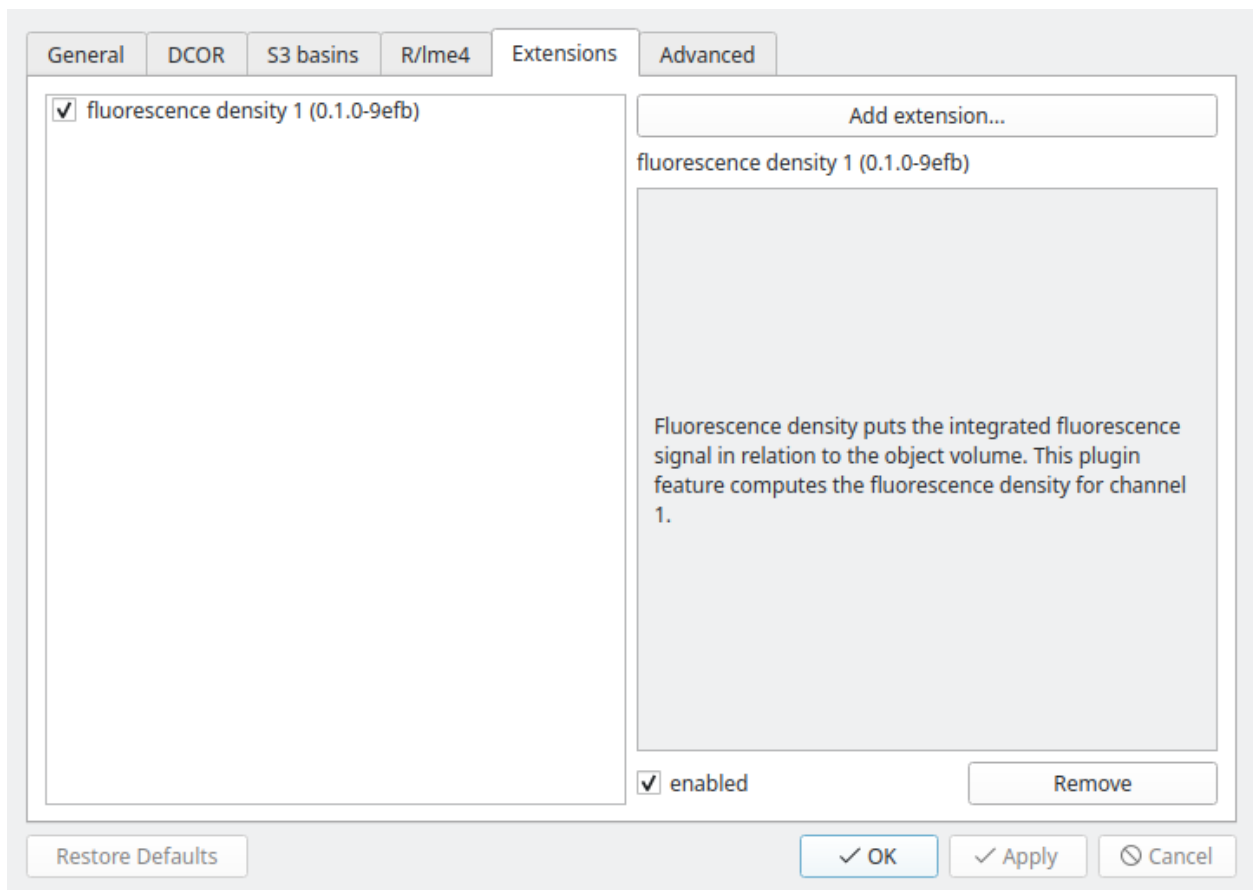 General DCOR S3 basins R/lme4 Extensions Advanced
fluorescence density 1 (0.1.0-9efb)
Add extension...
fluorescence density 1 (0.1.0-9efb)
Fluorescence density puts the integrated fluorescence
signal in relation to the object volume. This plugin
feature computes the fluorescence density for channel
1.
enabled
Remove
Restore Defaults
OK
Apply
Cancel